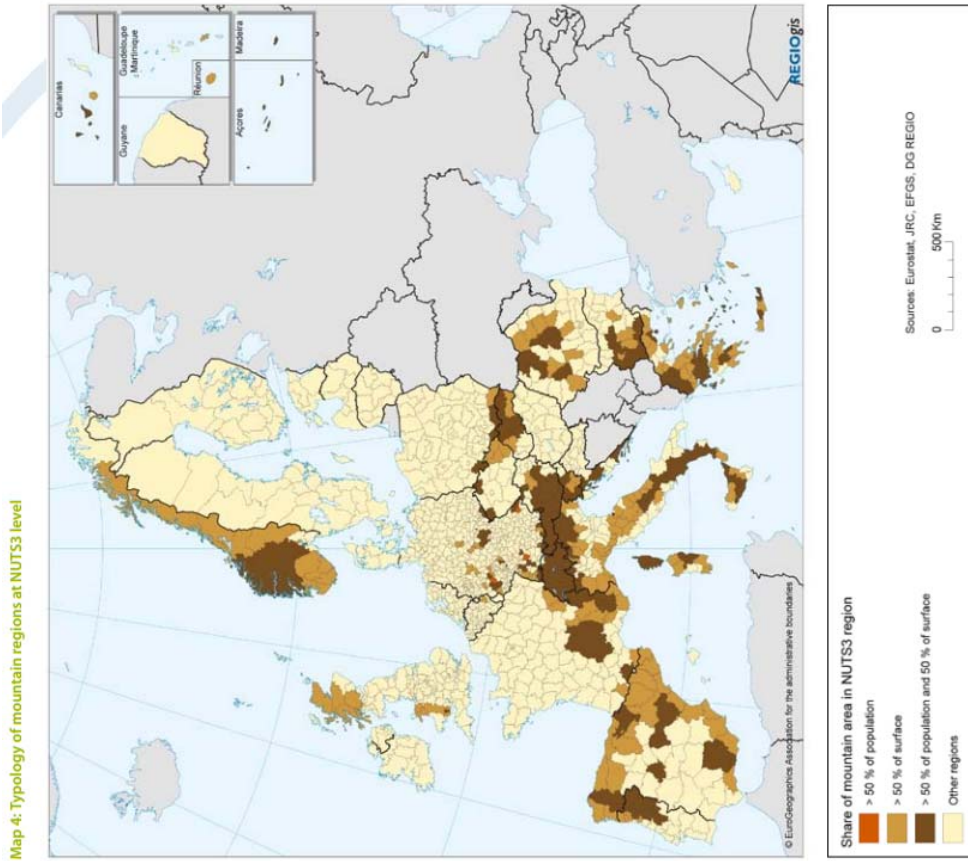 Map 4: Typology of mountain regions at NUTS3 level
Canarias
Guyane
Guadeloupe
Martinique
Réunion
Açores
Madeira
REGIOgis
© EuroGeographics Association for the administrative boundaries
Share of mountain area in NUTS3 region
> 50 % of population
> 50 % of surface
> 50 % of population and 50 % of surface
Other regions
Sources: Eurostat, JRC, EFGS, DG REGIO
0 500 Km